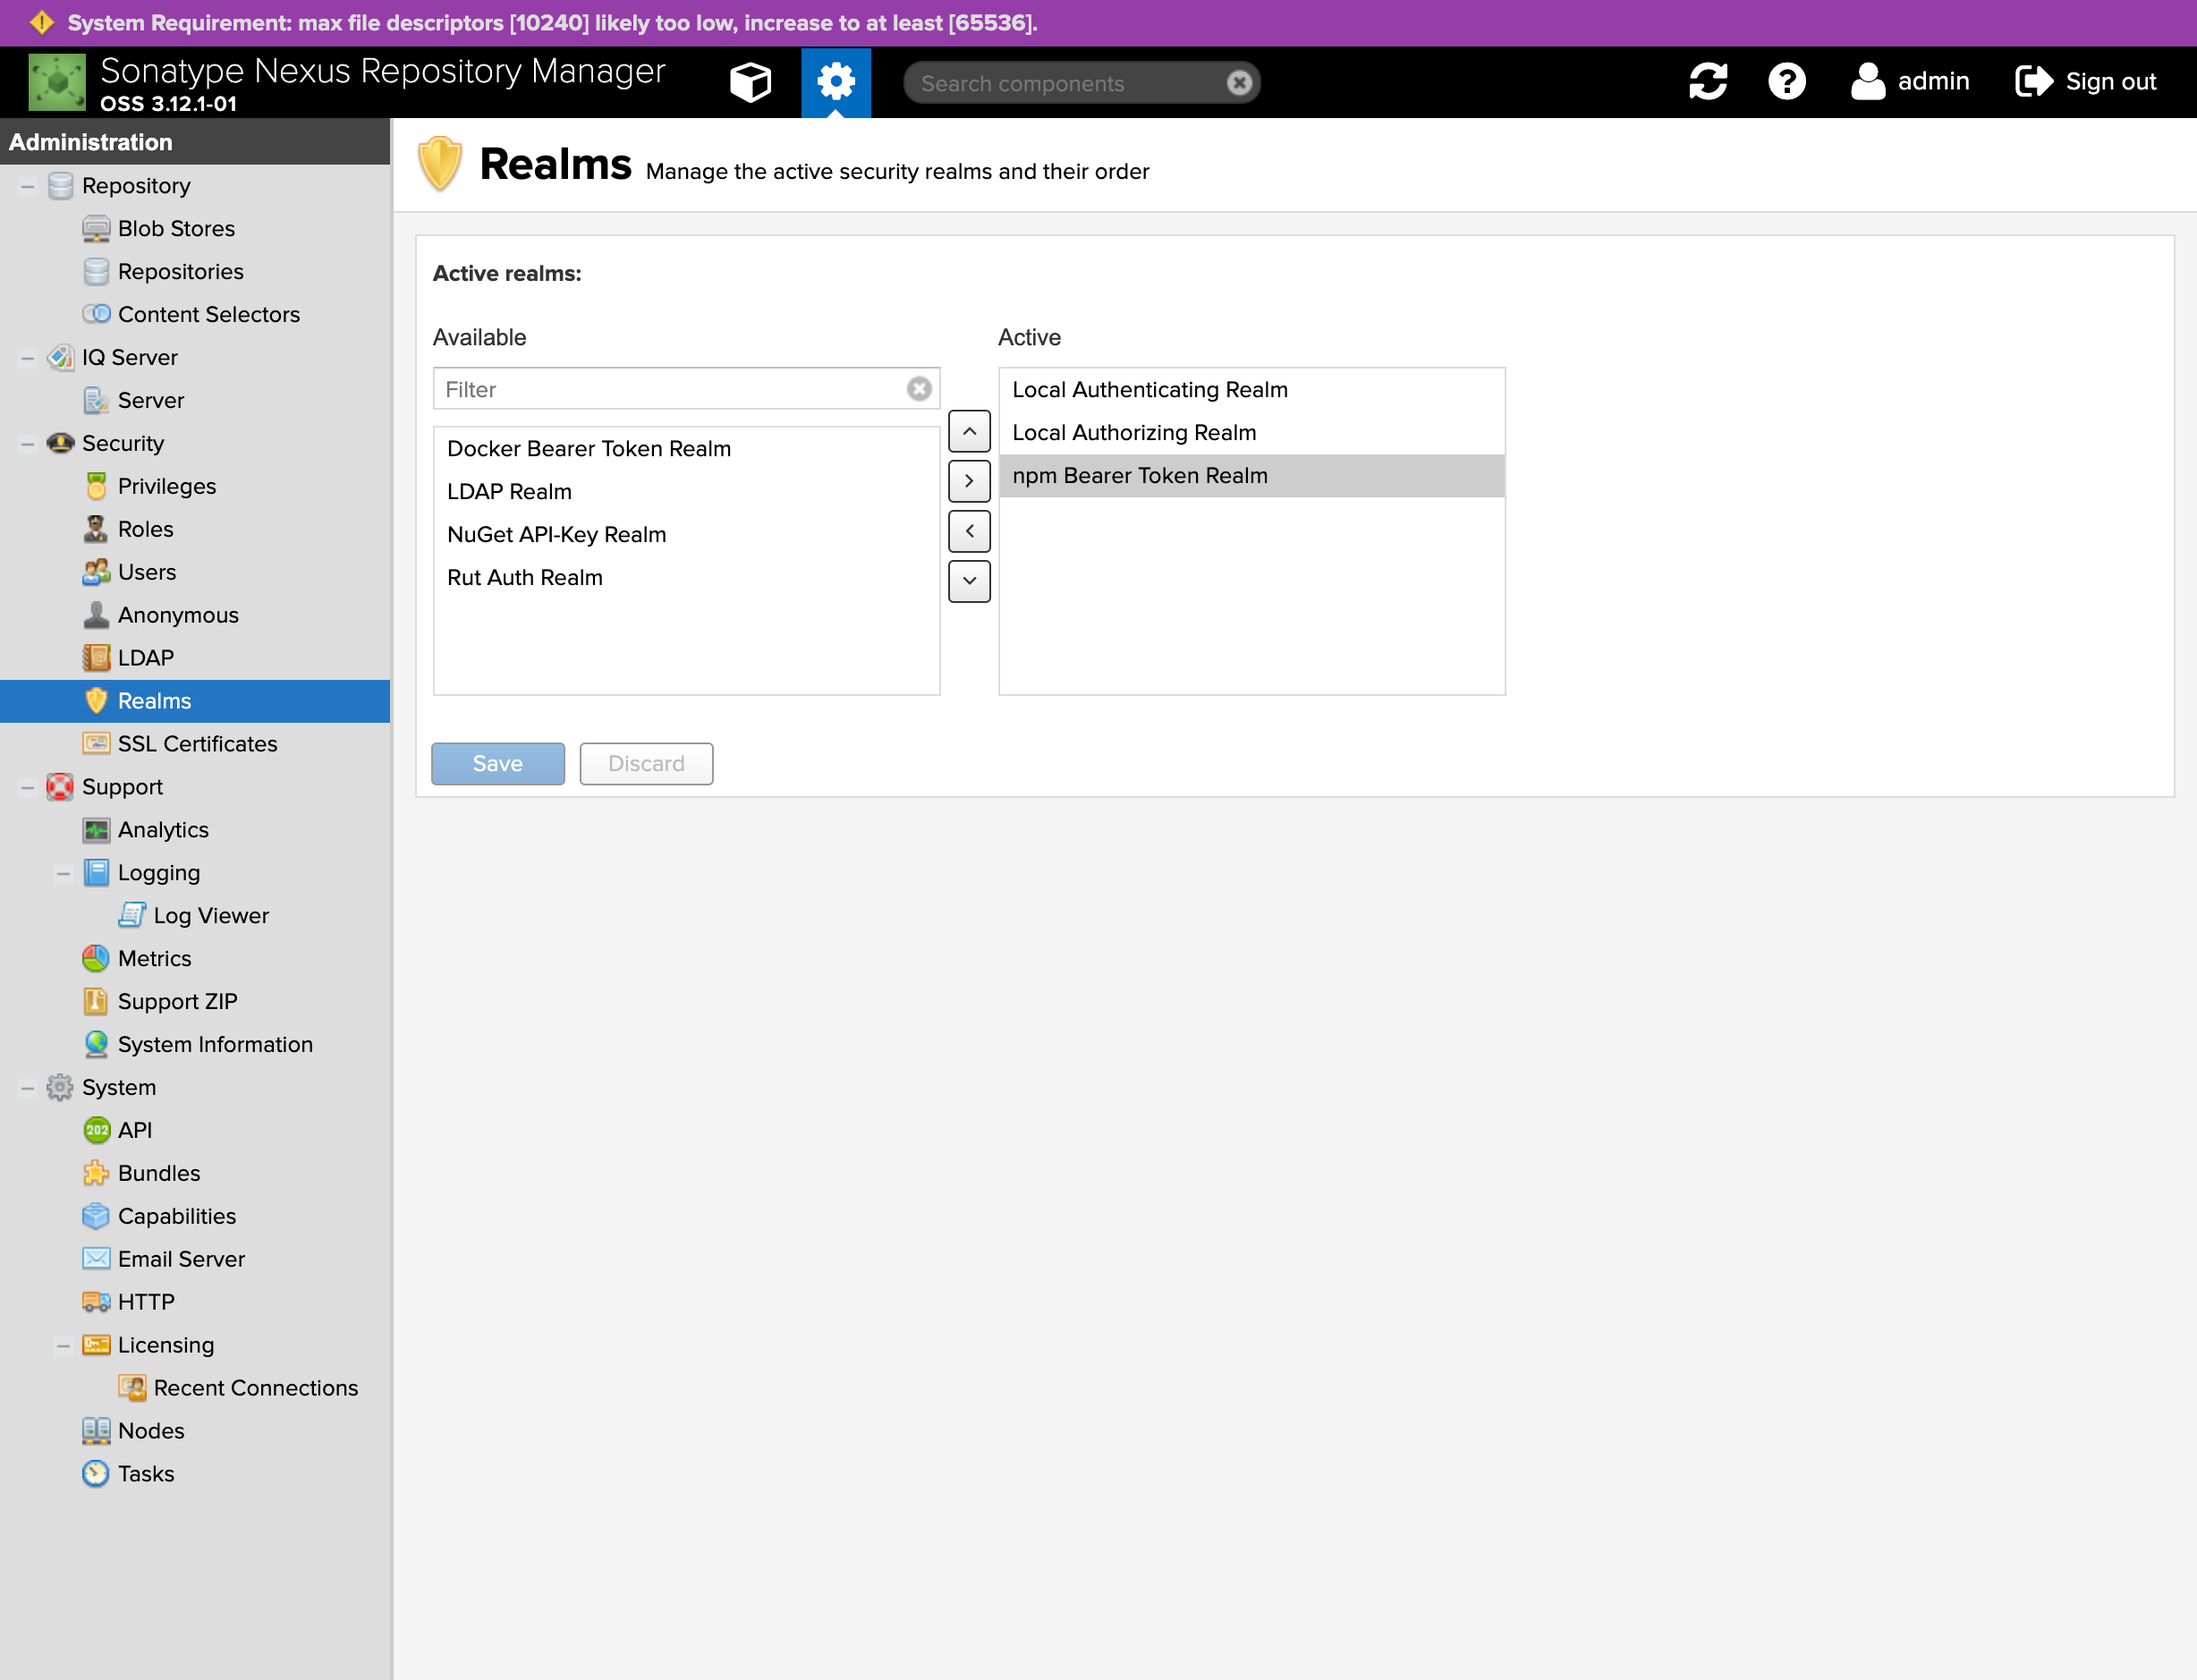 System Requirement: max file descriptors [10240] likely too low, increase to at least [65536].
Sonatype Nexus Repository Manager
OSS 3.12.1-01
Search components
admin
Sign out
Administration
Repository
Blob Stores
Repositories
Content Selectors
IQ Server
Server
Security
Privileges
Roles
Users
Anonymous
LDAP
Realms
SSL Certificates
Support
Analytics
Logging
Log Viewer
Metrics
Support ZIP
System Information
System
202 API
Bundles
Capabilities
Email Server
HTTP
Licensing
Recent Connections
Nodes
Tasks
Realms Manage the active security realms and their order
Active realms:
Available
Filter
Docker Bearer Token Realm
LDAP Realm
NuGet API-Key Realm
Rut Auth Realm
Active
Local Authenticating Realm
Local Authorizing Realm
npm Bearer Token Realm
Save
Discard